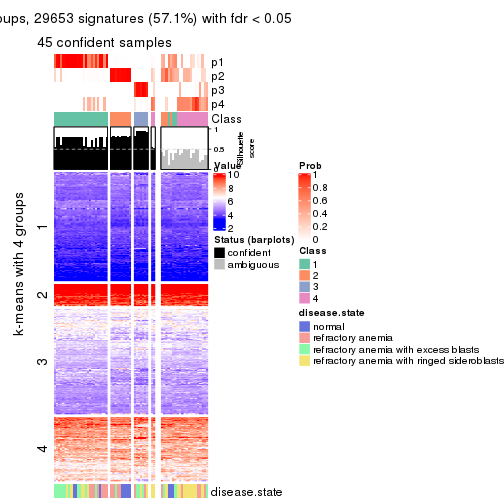 oups, 29653 signatures (57.1%) with fdr < 0.05
45 confident samples
p1
p2
p3
p4
Class
1
0.5
0
Silhouette
score
k-means with 4 groups
1
2
3
4
Value
10
8
6
4
2
Status (barplots)
confident
ambiguous
Prob
1
0.8
0.6
0.4
0.2
0
Class
1
2
3
4
disease.state
normal
refractory anemia
refractory anemia with excess blasts
refractory anemia with ringed sideroblasts
disease.state